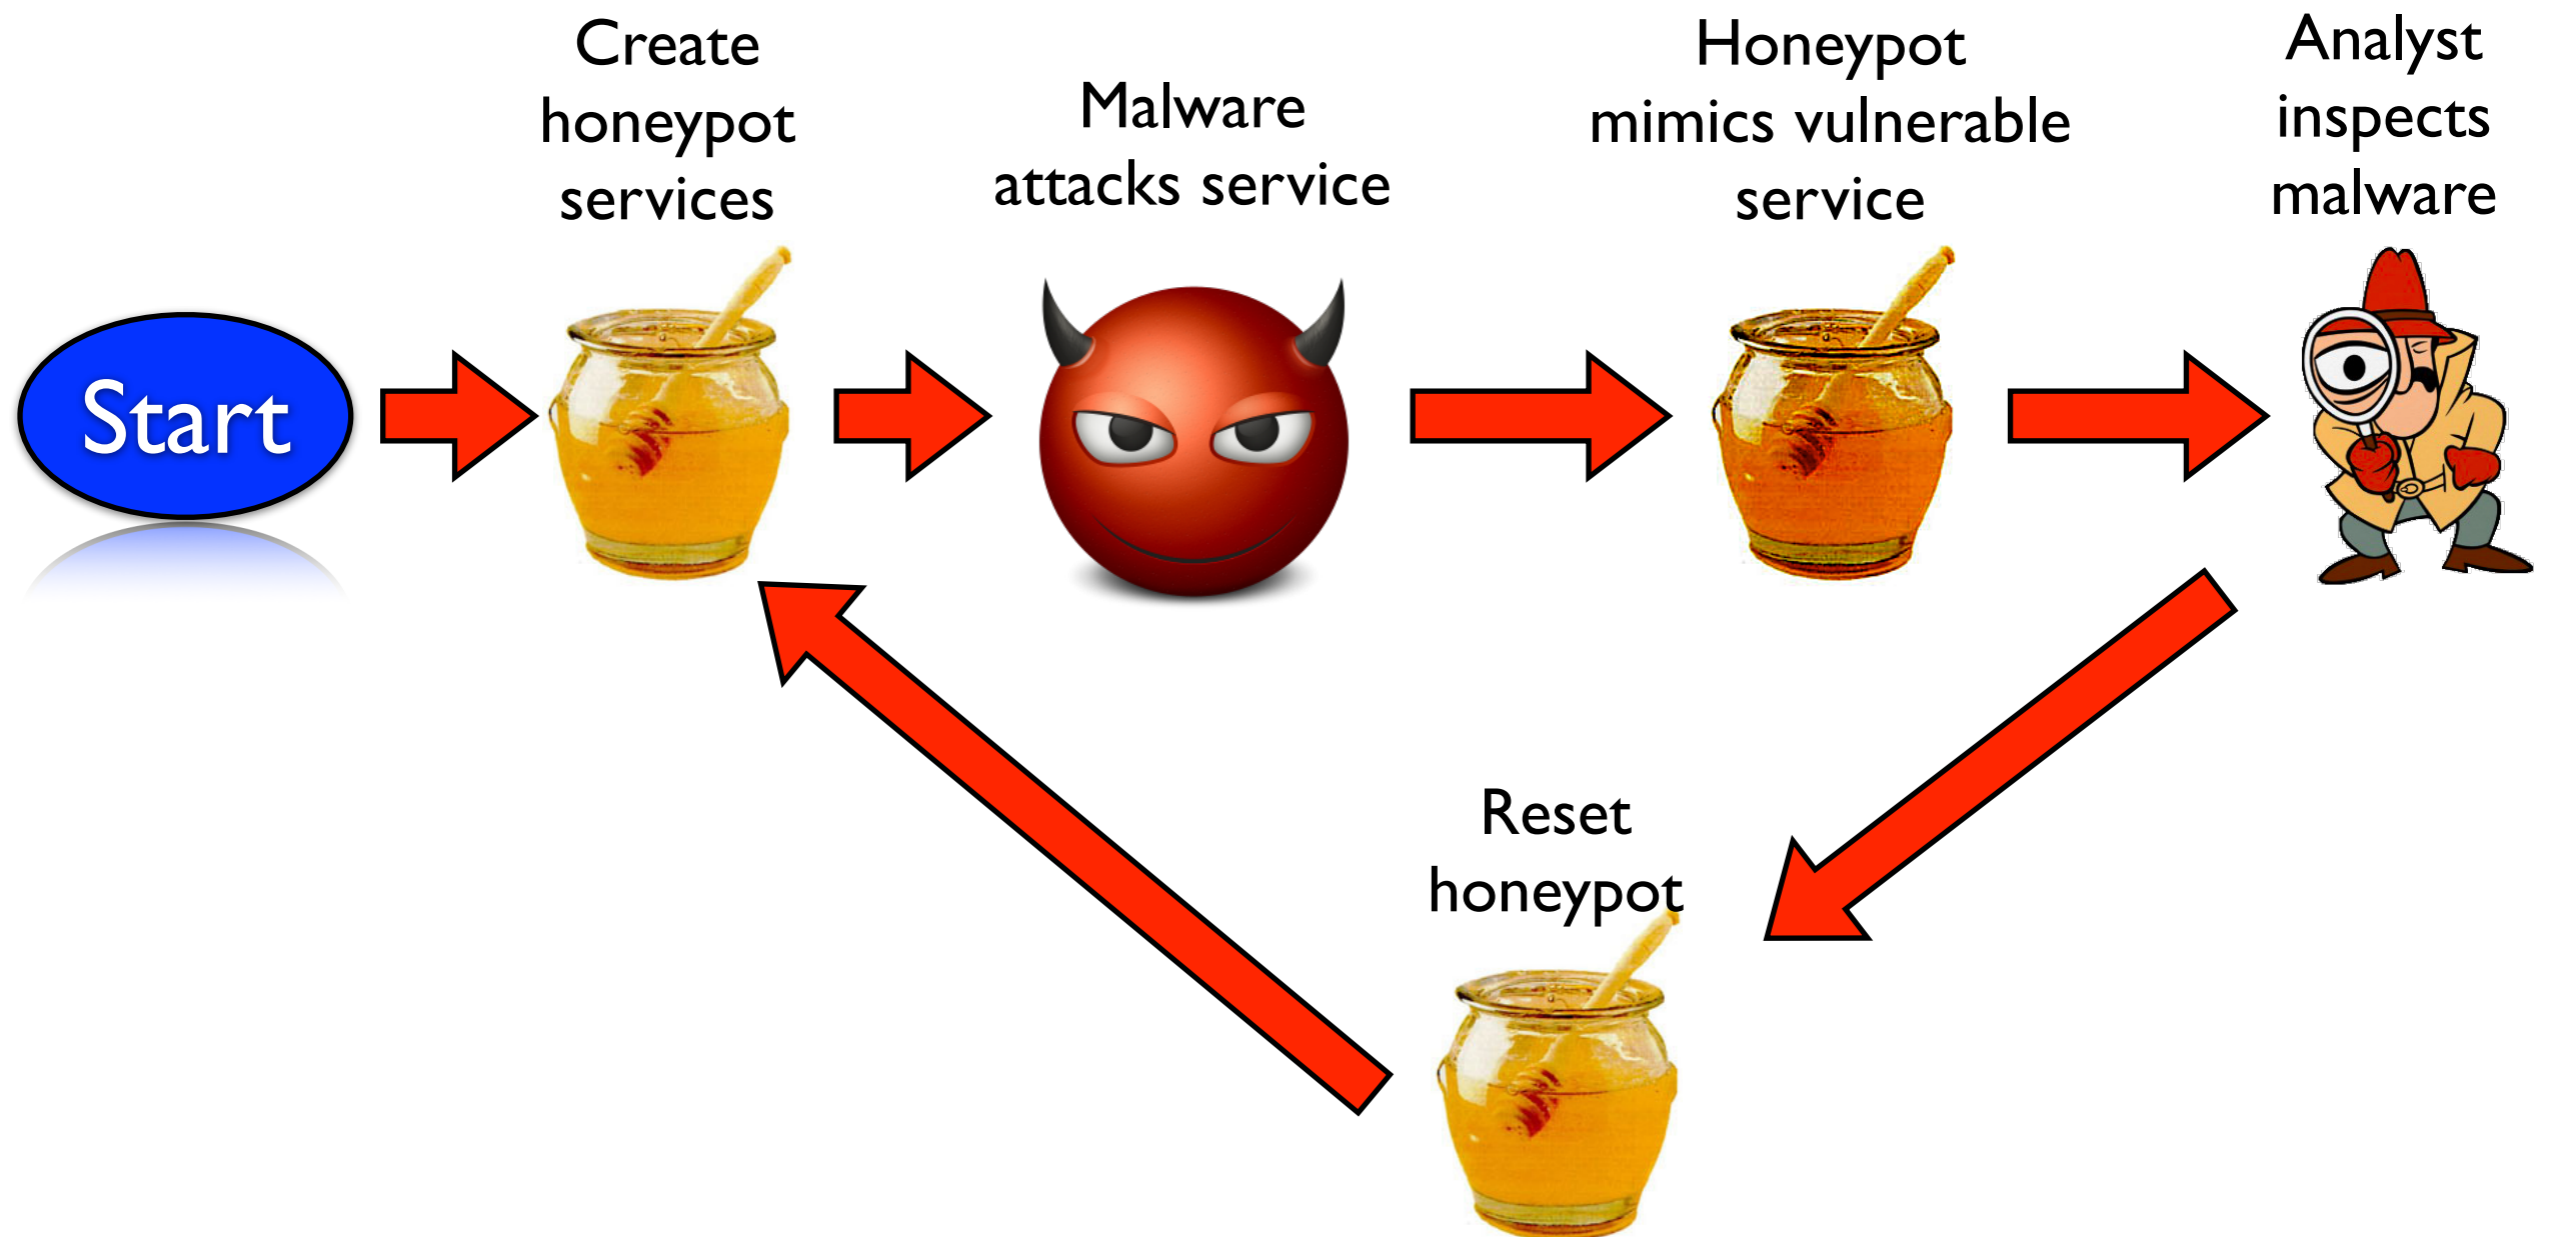 Start
Create
honeypot
services
Malware
attacks service
Honeypot
mimics vulnerable
service
Analyst
inspects
malware
Reset
honeypot